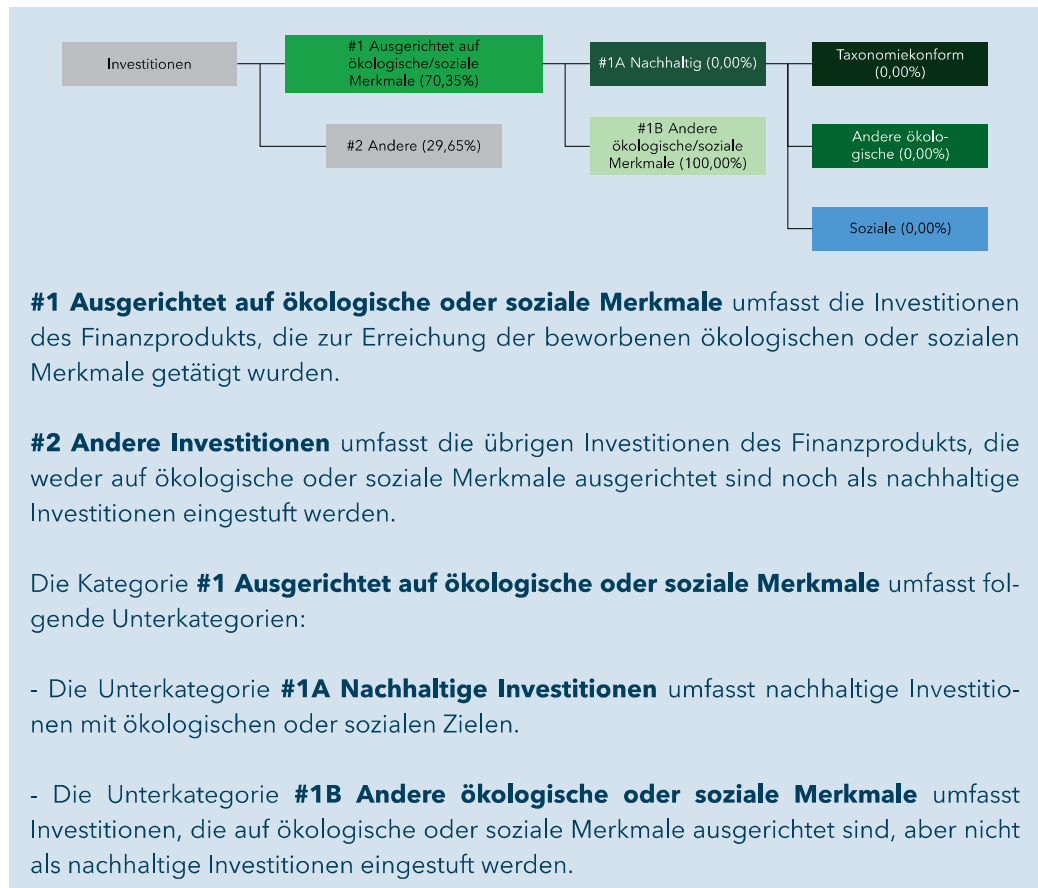 Investitionen
#1 Ausgerichtet auf
ökologische/soziale
Merkmale (70,35%)
#1A Nachhaltig (0,00%)
Taxonomiekonform
(0,00%)
#2 Andere (29,65%)
#1B Andere
ökologische/soziale
Merkmale (100,00%)
Andere ökolo-
gische (0,00%)
Soziale (0,00%)
#1 Ausgerichtet auf ökologische oder soziale Merkmale umfasst die Investitionen
des Finanzprodukts, die zur Erreichung der beworbenen ökologischen oder sozialen
Merkmale getätigt wurden.
#2 Andere Investitionen umfasst die übrigen Investitionen des Finanzprodukts, die
weder auf ökologische oder soziale Merkmale ausgerichtet sind noch als nachhaltige
Investitionen eingestuft werden.
Die Kategorie #1 Ausgerichtet auf ökologische oder soziale Merkmale umfasst fol-
gende Unterkategorien:
- Die Unterkategorie #1A Nachhaltige Investitionen umfasst nachhaltige Investitio-
nen mit ökologischen oder sozialen Zielen.
- Die Unterkategorie #1B Andere ökologische oder soziale Merkmale umfasst
Investitionen, die auf ökologische oder soziale Merkmale ausgerichtet sind, aber nicht
als nachhaltige Investitionen eingestuft werden.